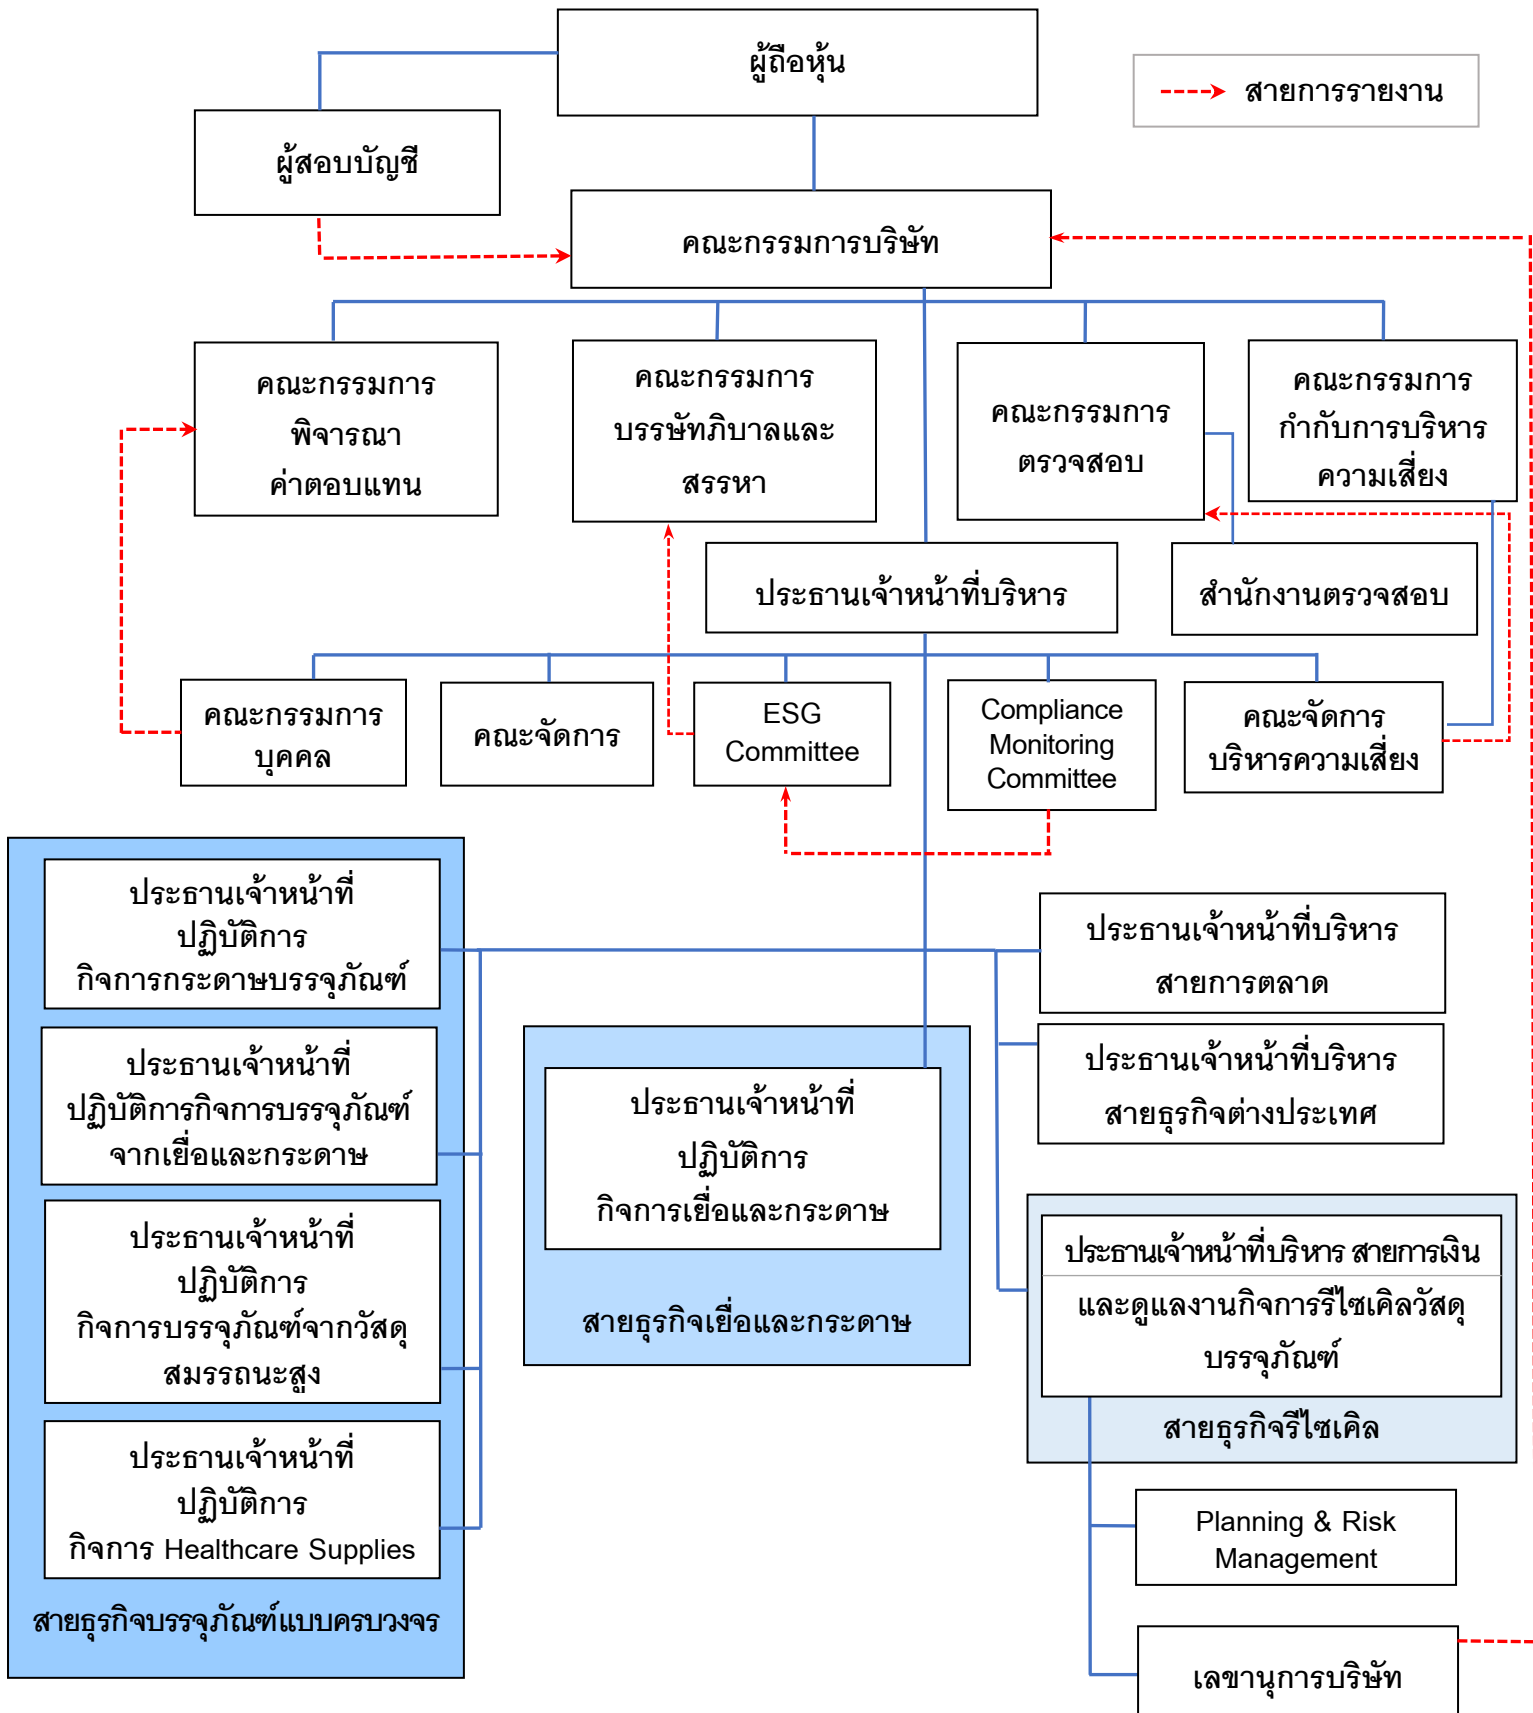 ผู้ถือหุ้น
สายการรายงาน
ผู้สอบบัญชี
คณะกรรมการบริษัท
คณะกรรมการ
พิจารณา
ค่าตอบแทน
คณะกรรมการ
บรรษัทภิบาลและ
สรรหา
คณะกรรมการ
ตรวจสอบ
คณะกรรมการ
กำกับการบริหาร
ความเสี่ยง
ประธานเจ้าหน้าที่บริหาร
สำนักงานตรวจสอบ
คณะกรรมการ
บุคคล
คณะจัดการ
ESG
Committee
Compliance
Monitoring
Committee
คณะจัดการ
บริหารความเสี่ยง
ประธานเจ้าหน้าที่
ปฏิบัติการ
กิจการกระดาษบรรจุภัณฑ์
ประธานเจ้าหน้าที่
ปฏิบัติการกิจการบรรจุภัณฑ์
จากเยื่อและกระดาษ
ประธานเจ้าหน้าที่
ปฏิบัติการ
กิจการบรรจุภัณฑ์จากวัสดุ
สมรรถนะสูง
ประธานเจ้าหน้าที่
ปฏิบัติการ
กิจการ Healthcare Supplies
สายธุรกิจบรรจุภัณฑ์แบบครบวงจร
ประธานเจ้าหน้าที่
ปฏิบัติการ
กิจการเยื่อและกระดาษ
สายธุรกิจเยื่อและกระดาษ
ประธานเจ้าหน้าที่บริหาร
สายการตลาด
ประธานเจ้าหน้าที่บริหาร
สายธุรกิจต่างประเทศ
ประธานเจ้าหน้าที่บริหาร สายการเงิน
และดูแลงานกิจการรีไซเคิลวัสดุ
บรรจุภัณฑ์
สายธุรกิจรีไซเคิล
Planning & Risk
Management
เลขานุการบริษัท